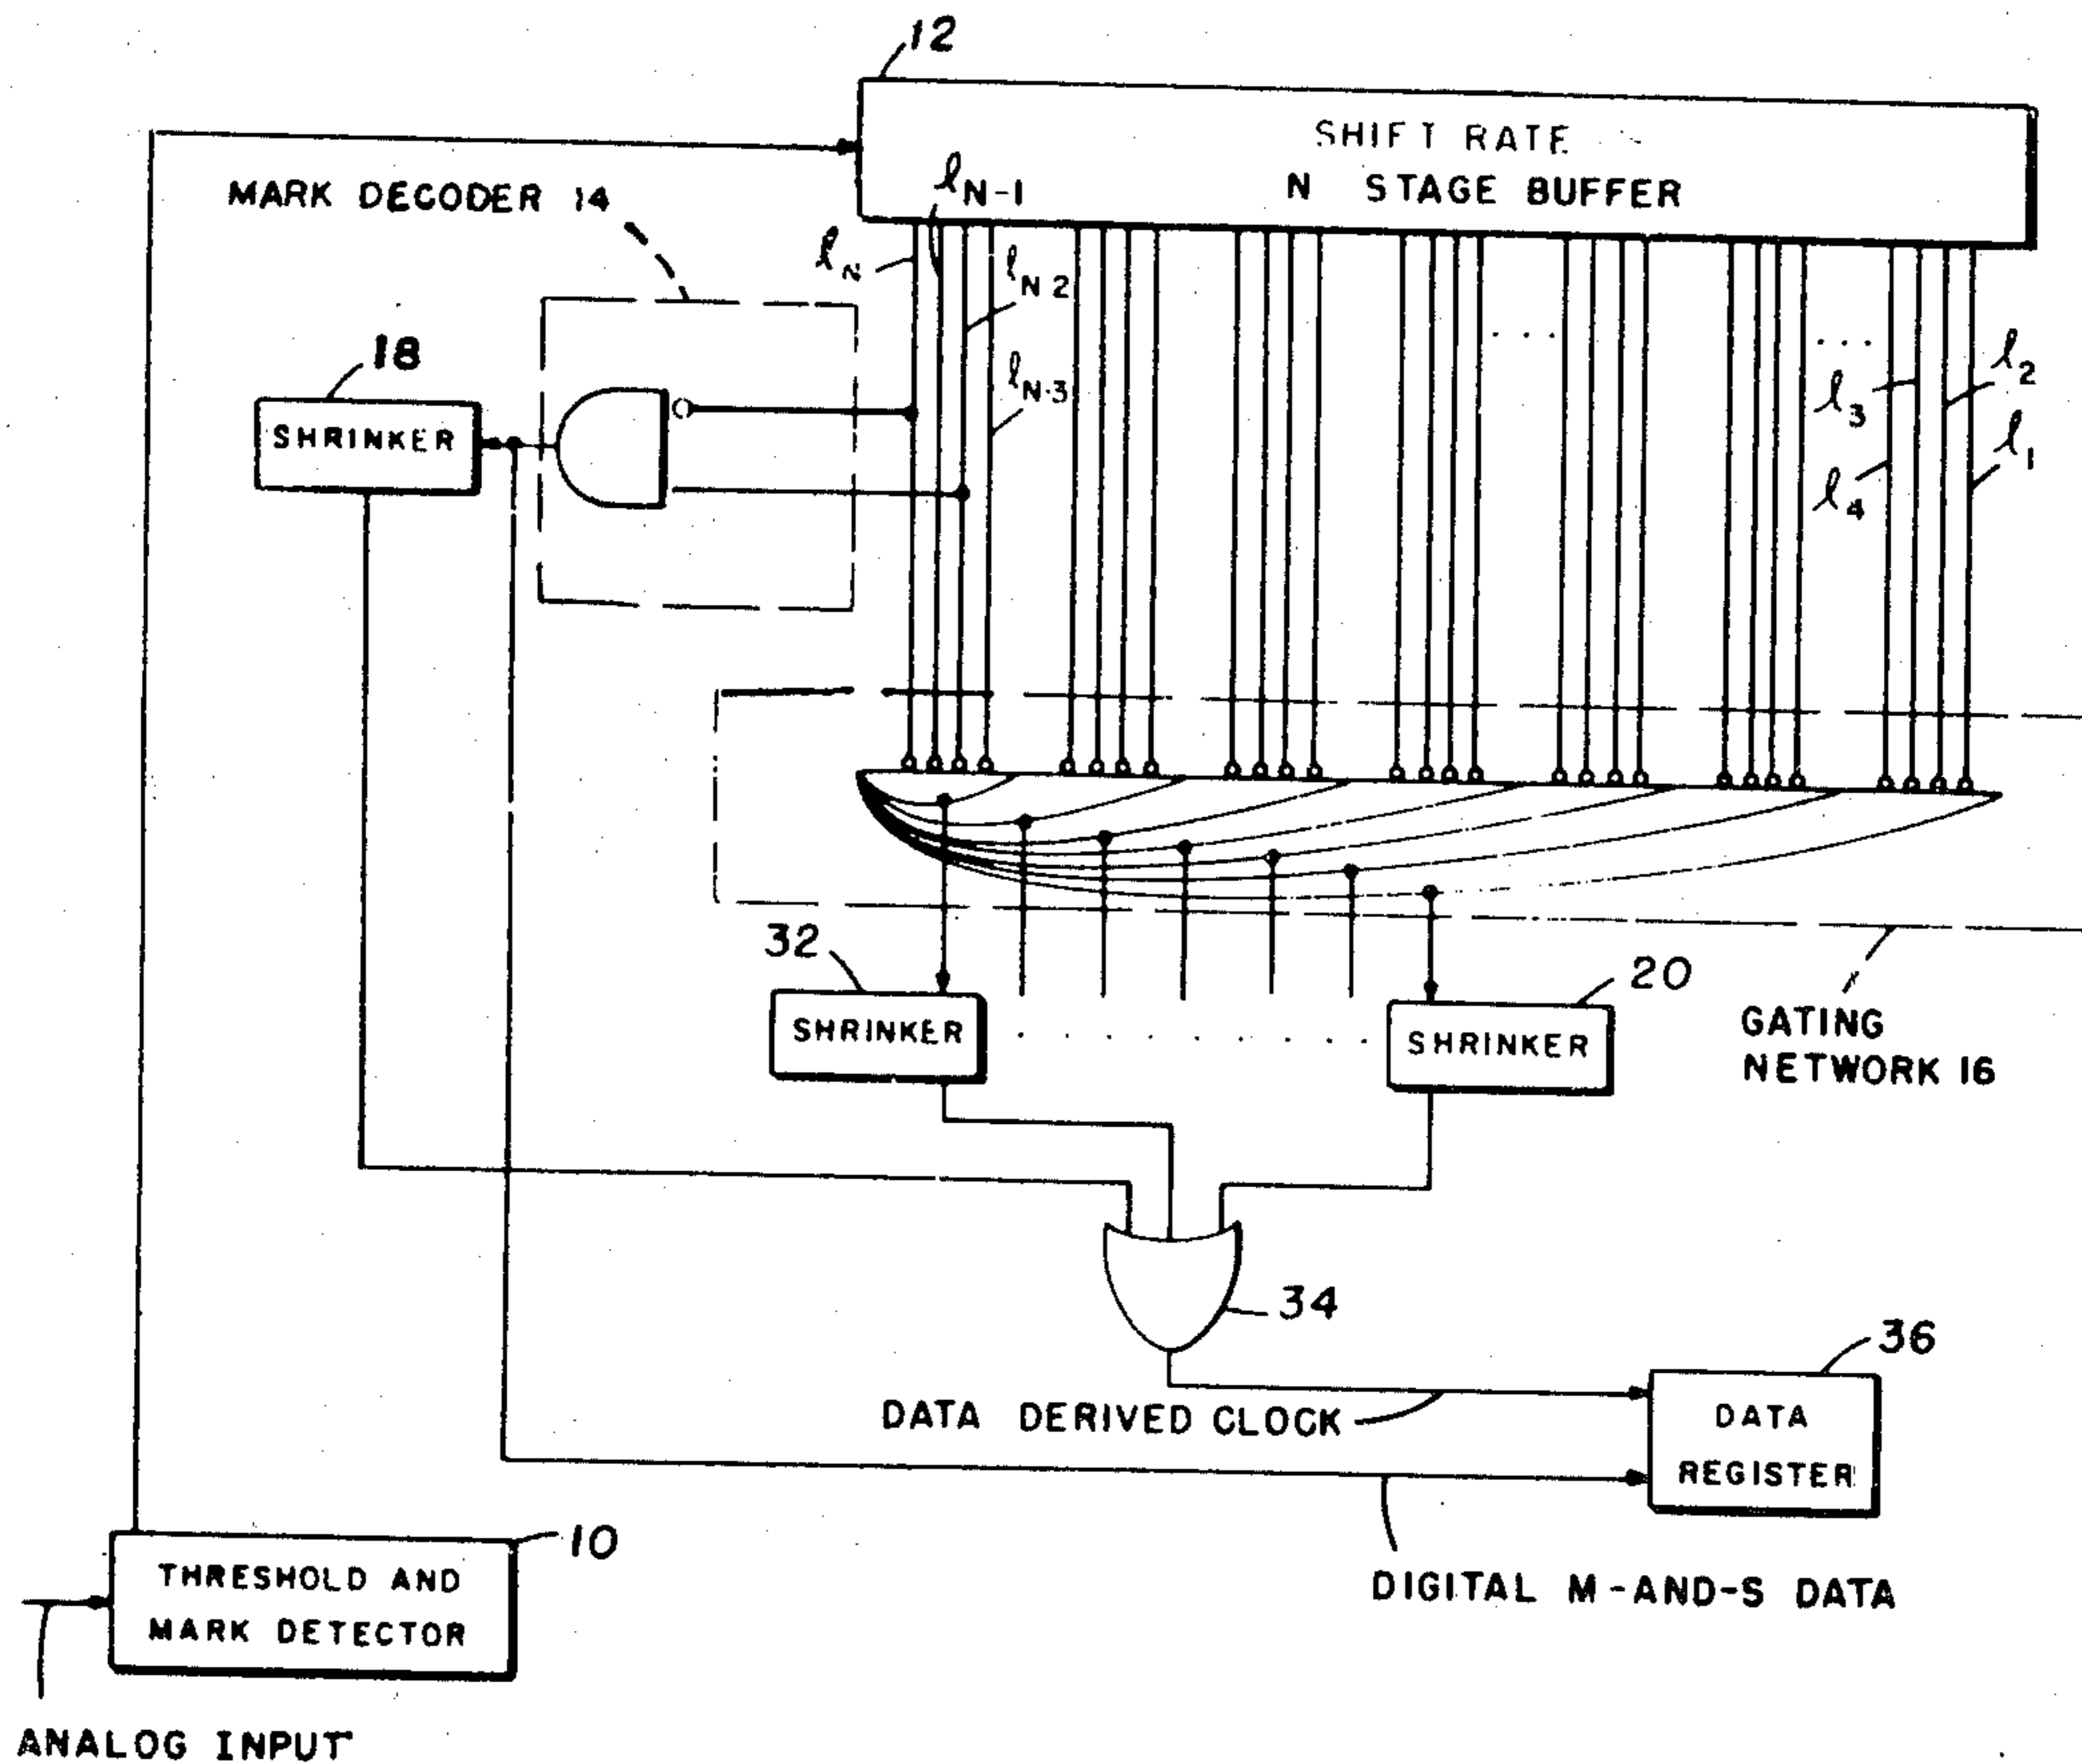 12
SHIFT RATE
N STAGE BUFFER
MARK DECODER 14
ℓN-1
ℓN
ℓN-2
ℓN-3
18
SHRINKER
ℓ2
ℓ3
ℓ1
ℓ4
32
SHRINKER
20
SHRINKER
GATING
NETWORK 16
34
36
DATA DERIVED CLOCK
DATA
REGISTER
10
THRESHOLD AND
MARK DETECTOR
DIGITAL M-AND-S DATA
ANALOG INPUT